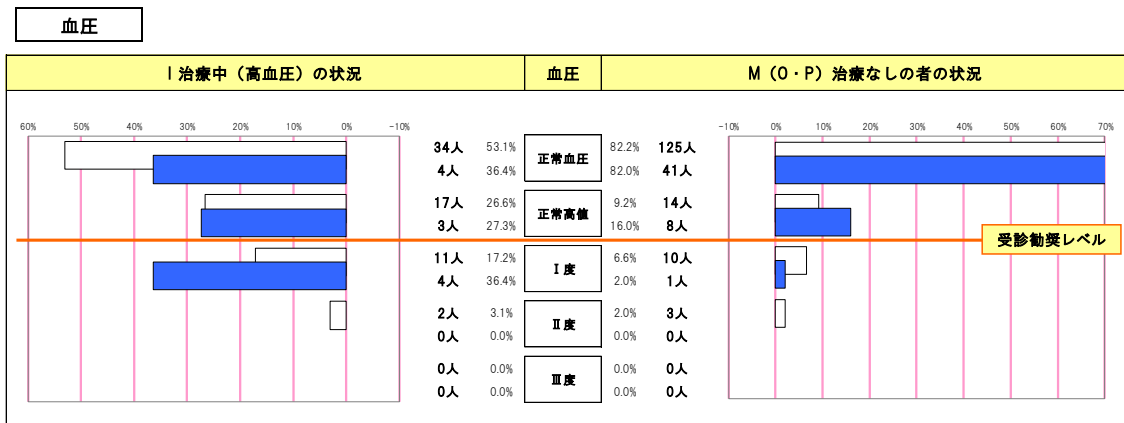 血圧
Ⅰ治療中（高血圧）の状況 血圧 M（O・P）治療なしの者の状況
60% 50% 40% 30% 20% 10% 0% -10% -10% 0% 10% 20% 30% 40% 50% 60% 70%
34人 53.1% 正常血圧 82.2% 125人
4人 36.4% 82.0% 41人
17人 26.6% 正常高値 9.2% 14人
3人 27.3% 16.0% 8人
受診勧奨レベル
11人 17.2% Ⅰ度 6.6% 10人
4人 36.4% 2.0% 1人
2人 3.1% Ⅱ度 2.0% 3人
0人 0.0% 0.0% 0人
0人 0.0% Ⅲ度 0.0% 0人
0人 0.0% 0.0% 0人